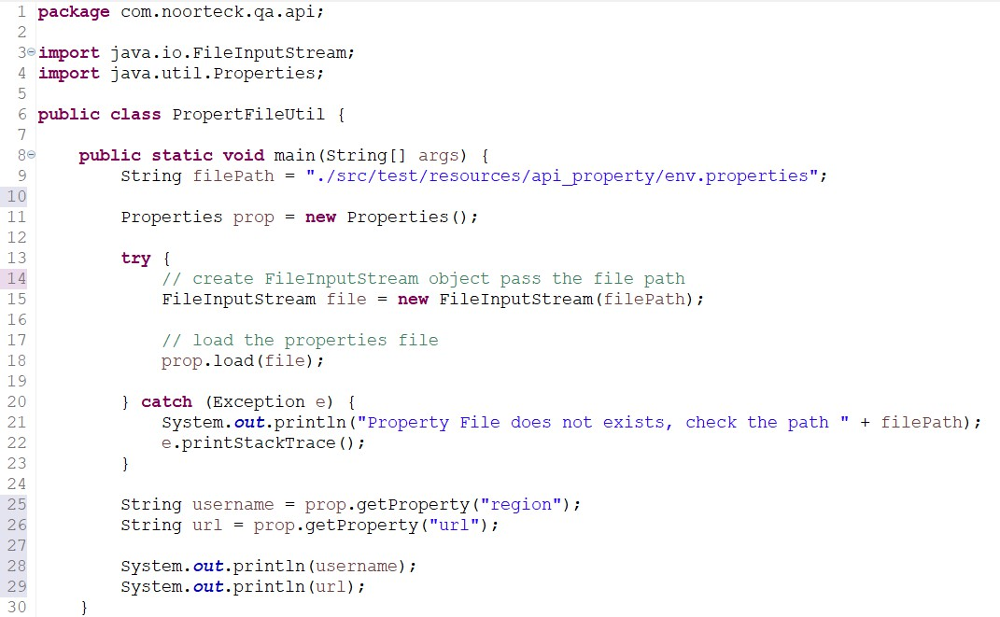 1 package com.noorteck.qa.api;
2
3 import java.io.FileInputStream;
4 import java.util.Properties;
5
6 public class PropertFileUtil {
7
8     public static void main(String[] args) {
9         String filePath = "./src/test/resources/api_property/env.properties";
10
11         Properties prop = new Properties();
12
13         try {
14             // create FileInputStream object pass the file path
15             FileInputStream file = new FileInputStream(filePath);
16
17             // load the properties file
18             prop.load(file);
19
20         } catch (Exception e) {
21             System.out.println("Property File does not exists, check the path " + filePath);
22             e.printStackTrace();
23         }
24
25         String username = prop.getProperty("region");
26         String url = prop.getProperty("url");
27
28         System.out.println(username);
29         System.out.println(url);
30     }